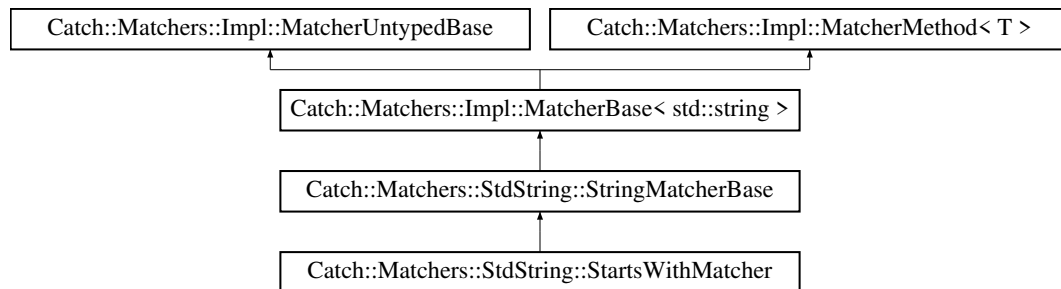 Catch::Matchers::Impl::MatcherUntypedBase
Catch::Matchers::Impl::MatcherMethod< T >
Catch::Matchers::Impl::MatcherBase< std::string >
Catch::Matchers::StdString::StringMatcherBase
Catch::Matchers::StdString::StartsWithMatcher